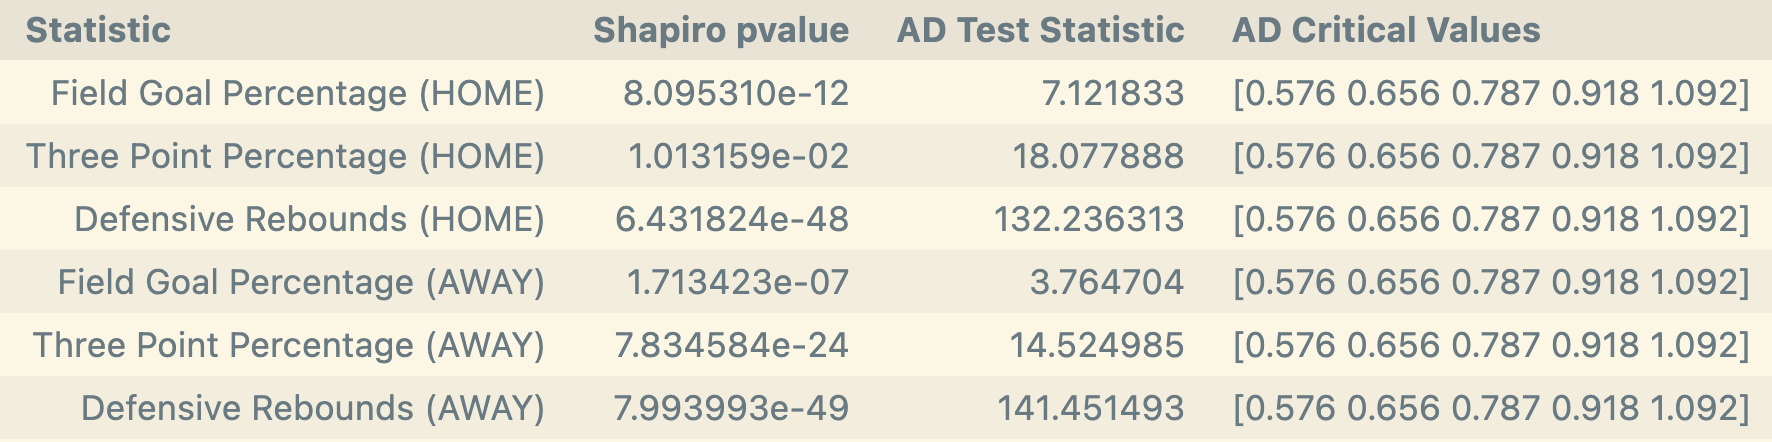 Statistic Shapiro pvalue AD Test Statistic AD Critical Values
Field Goal Percentage (HOME) 8.095310e-12 7.121833 [0.576 0.656 0.787 0.918 1.092]
Three Point Percentage (HOME) 1.013159e-02 18.077888 [0.576 0.656 0.787 0.918 1.092]
Defensive Rebounds (HOME) 6.431824e-48 132.236313 [0.576 0.656 0.787 0.918 1.092]
Field Goal Percentage (AWAY) 1.713423e-07 3.764704 [0.576 0.656 0.787 0.918 1.092]
Three Point Percentage (AWAY) 7.834584e-24 14.524985 [0.576 0.656 0.787 0.918 1.092]
Defensive Rebounds (AWAY) 7.993993e-49 141.451493 [0.576 0.656 0.787 0.918 1.092]